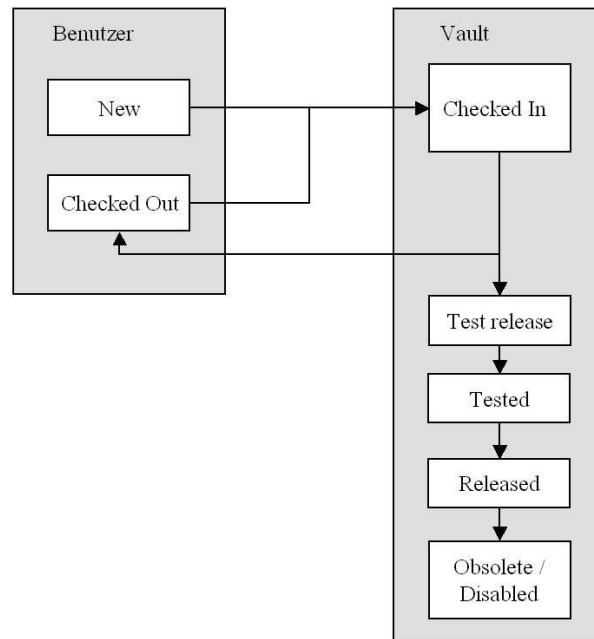 Benutzer
New
Checked Out
Vault
Checked In
Test release
Tested
Released
Obsolete /
Disabled